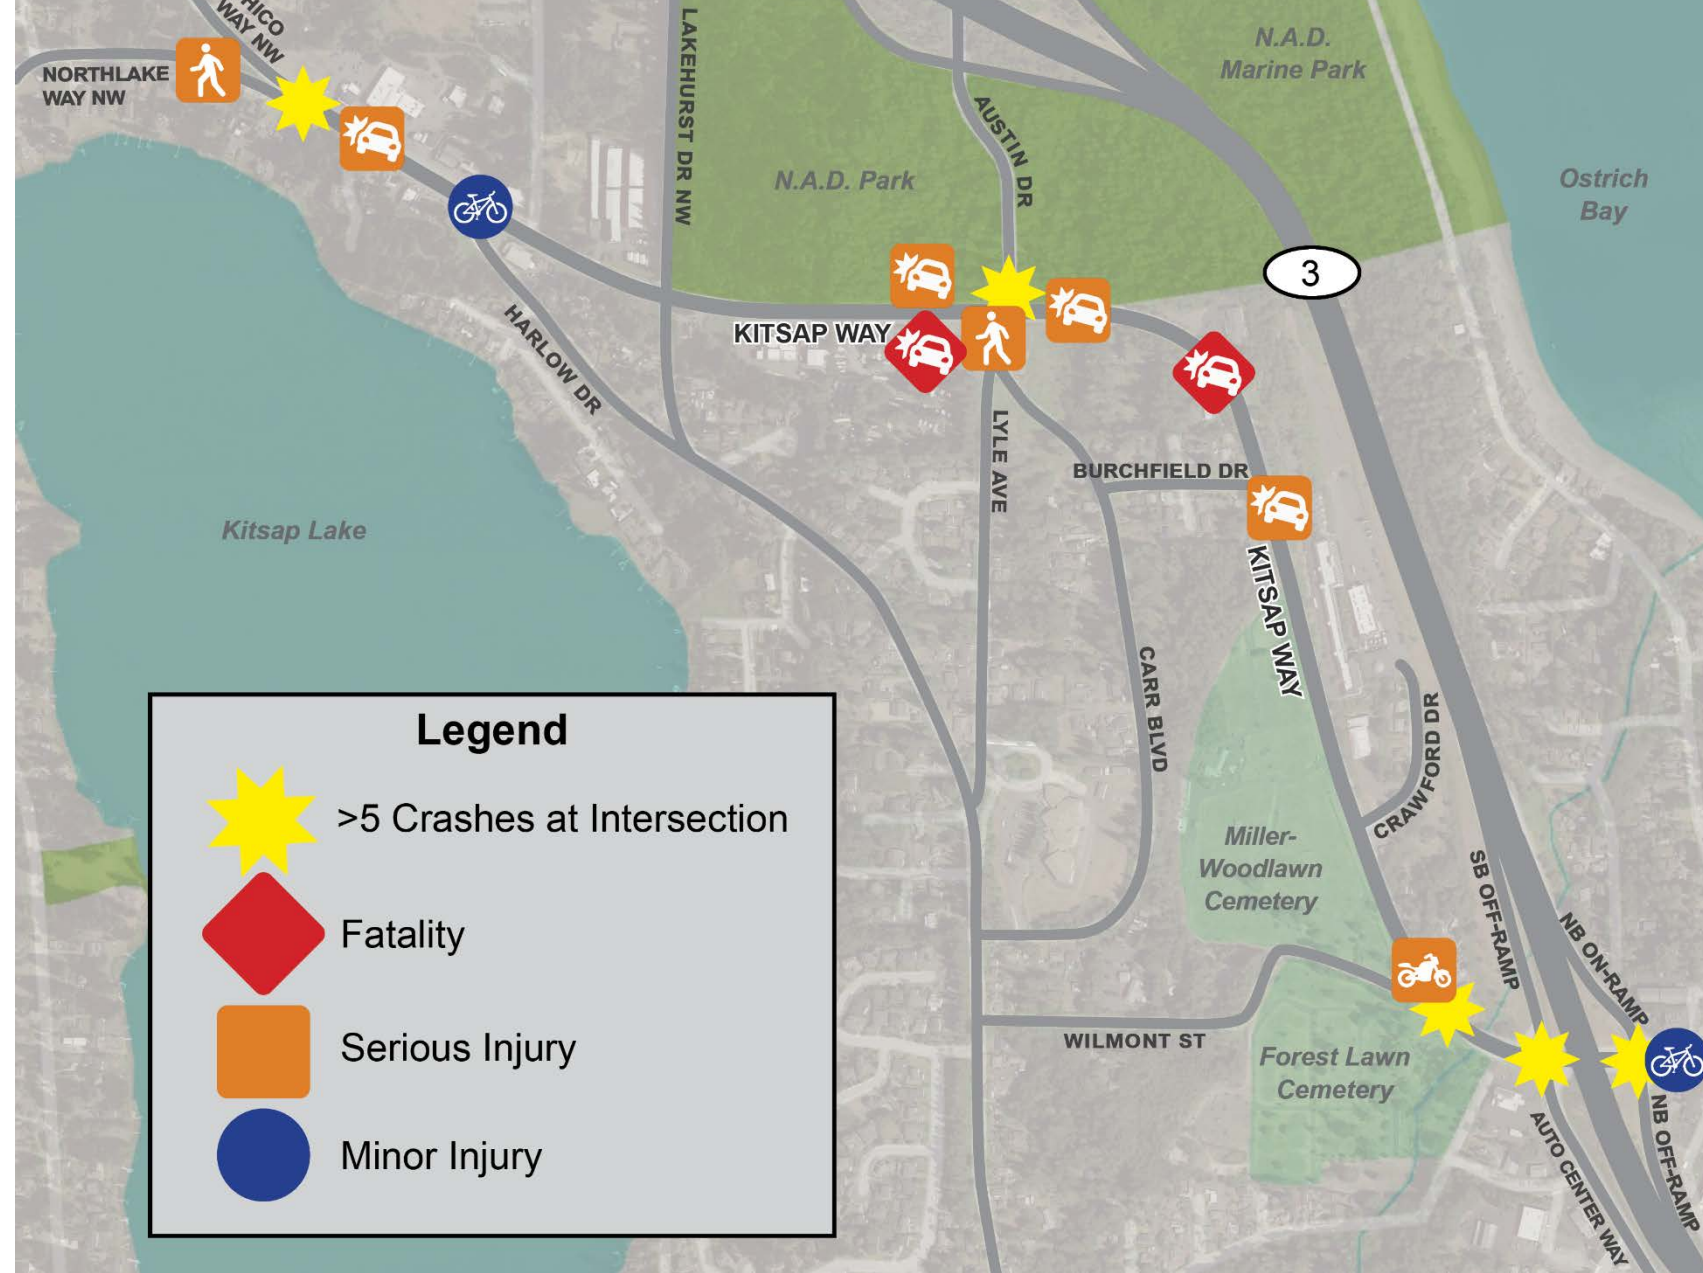 HICO
WAY NW
NORTHLAKE
WAY NW
LAKEHURST DR NW
N.A.D.
Marine Park
AUSTIN DR
N.A.D. Park
Ostrich
Bay
3
KITSAP WAY
HARLOW DR
LYLE AVE
BURCHFIELD DR
Kitsap Lake
KITSAP WAY
CARR BLVD
CRAWFORD DR
Miller-
Woodlawn
Cemetery
SB OFF-RAMP
NB ON-RAMP
WILMONT ST
Forest Lawn
Cemetery
AUTO CENTER WAY
NB OFF-RAMP
Legend
>5 Crashes at Intersection
Fatality
Serious Injury
Minor Injury